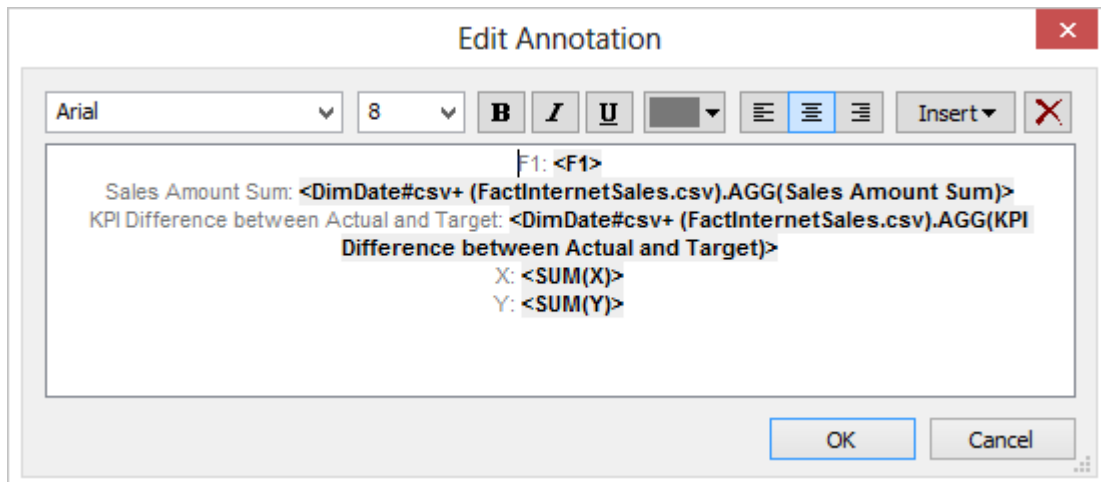 Edit Annotation
Arial
8
B I U
Insert
F1: <F1>
Sales Amount Sum: <DimDate#csv+ (FactInternetSales.csv).AGG(Sales Amount Sum)>
KPI Difference between Actual and Target: <DimDate#csv+ (FactInternetSales.csv).AGG(KPI
Difference between Actual and Target)>
X: <SUM(X)>
Y: <SUM(Y)>
OK
Cancel